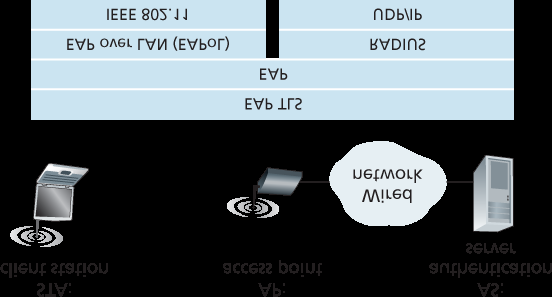 STA:
client station
AP:
access point
AS:
authentication
server
Wired
network
EAP TLS
EAP
EAP over LAN (EAPoL)
RADIUS
IEEE 802.11
UDP/IP